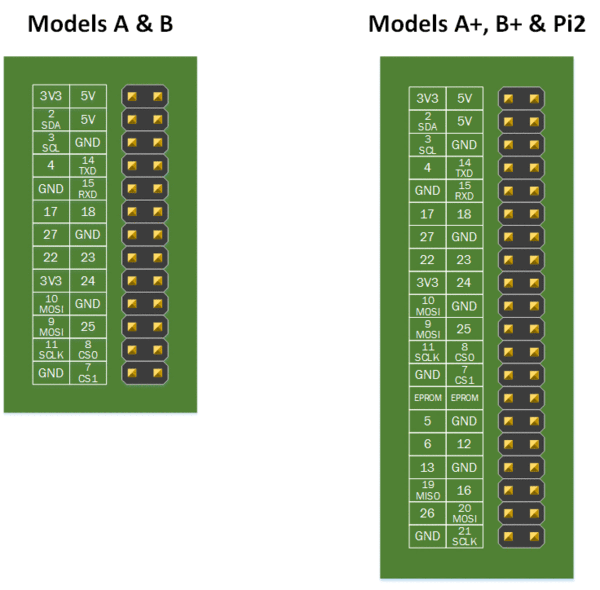 Models A & B
3V3 5V
2 SDA 5V
3 SCL GND
4 14 TXD
GND 15 RXD
17 18
27 GND
22 23
3V3 24
10 MOSI GND
9 MOSI 25
11 SCLK 8 CS0
GND 7 CS1
Models A+, B+ & Pi2
3V3 5V
2 SDA 5V
3 SCL GND
4 14 TXD
GND 15 RXD
17 18
27 GND
22 23
3V3 24
10 MOSI GND
9 MOSI 25
11 SCLK 8 CS0
GND 7 CS1
EPROM EPROM
5 GND
6 12
13 GND
19 MISO 16
26 20 MOSI
GND 21 SCLK